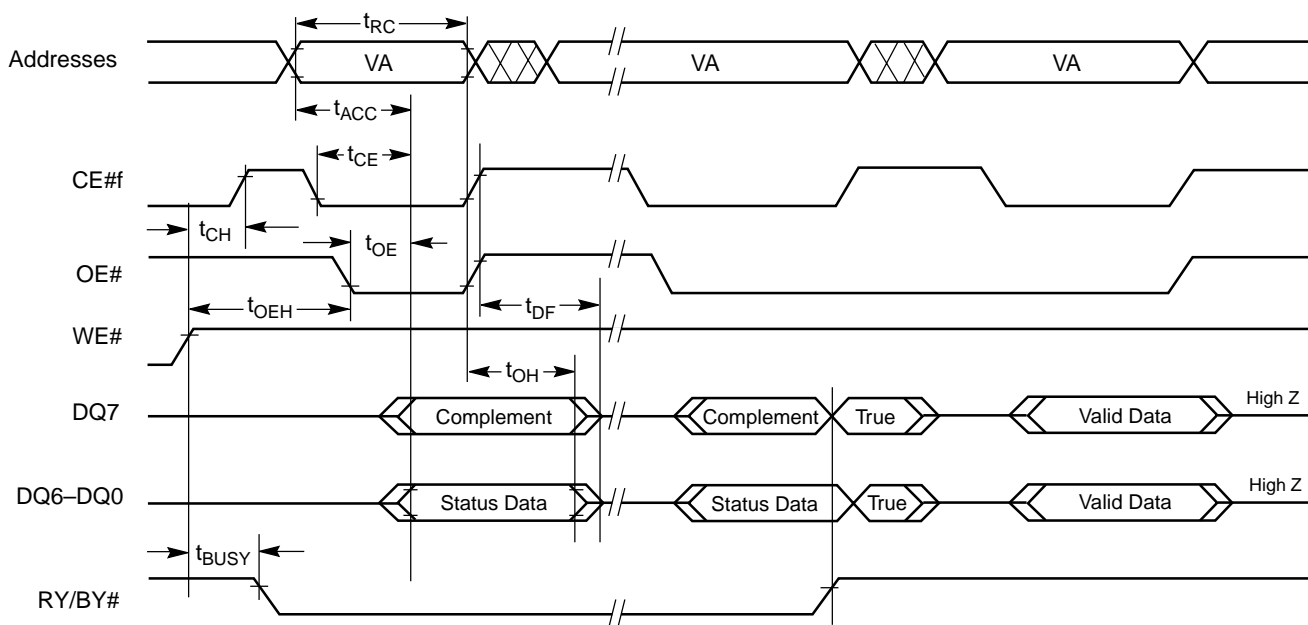 tRC
Addresses VA VA VA
tACC
tCE
CE#f
tCH tOE
OE#
tOEH tDF
WE#
tOH
DQ7 Complement Complement True Valid Data High Z
DQ6–DQ0 Status Data Status Data True Valid Data High Z
tBUSY
RY/BY#